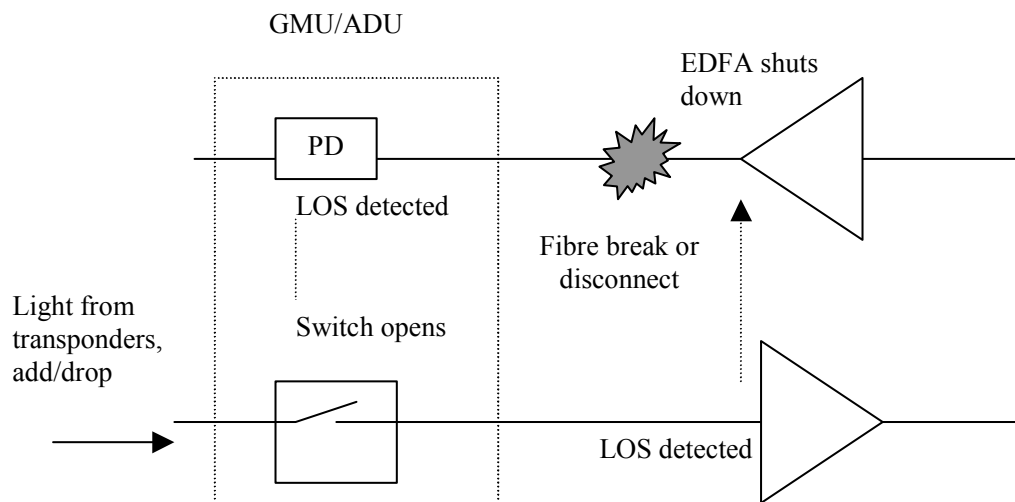 GMU/ADU
EDFA shuts
down
PD
LOS detected
Fibre break or
disconnect
Light from
transponders,
add/drop
Switch opens
LOS detected